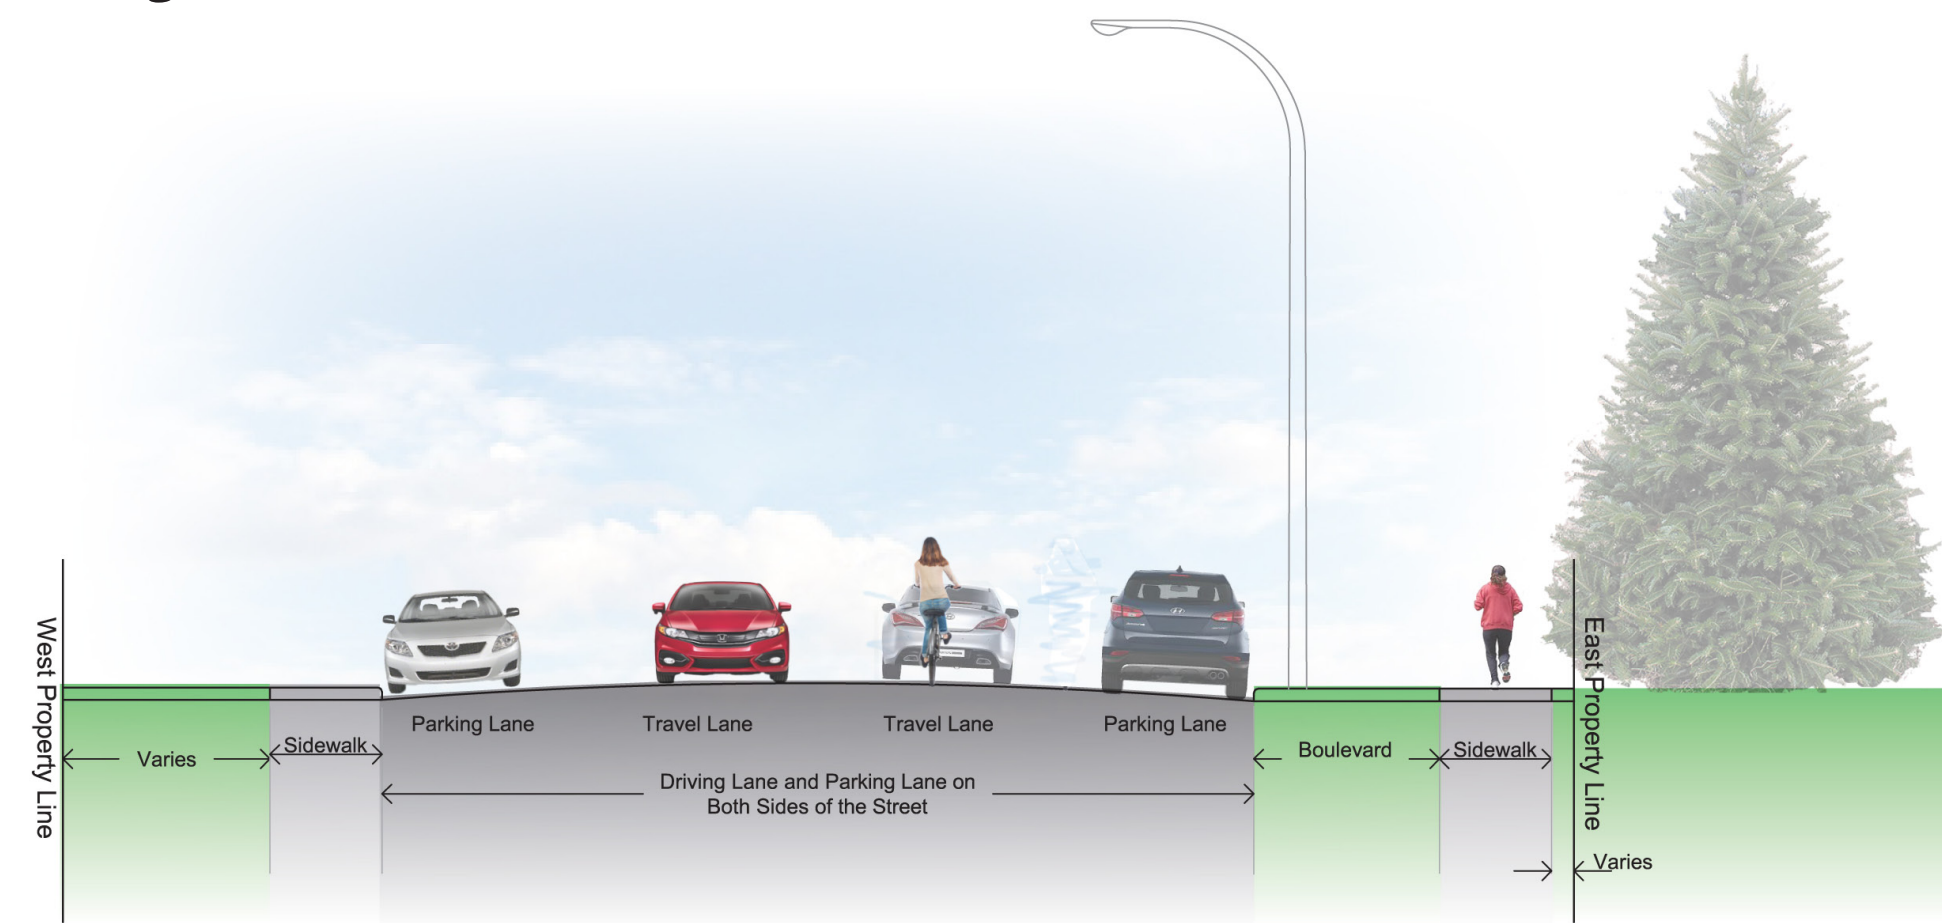 West Property Line
Varies
Sidewalk
Parking Lane
Travel Lane
Travel Lane
Parking Lane
Driving Lane and Parking Lane on
Both Sides of the Street
Boulevard
Sidewalk
East Property Line
Varies